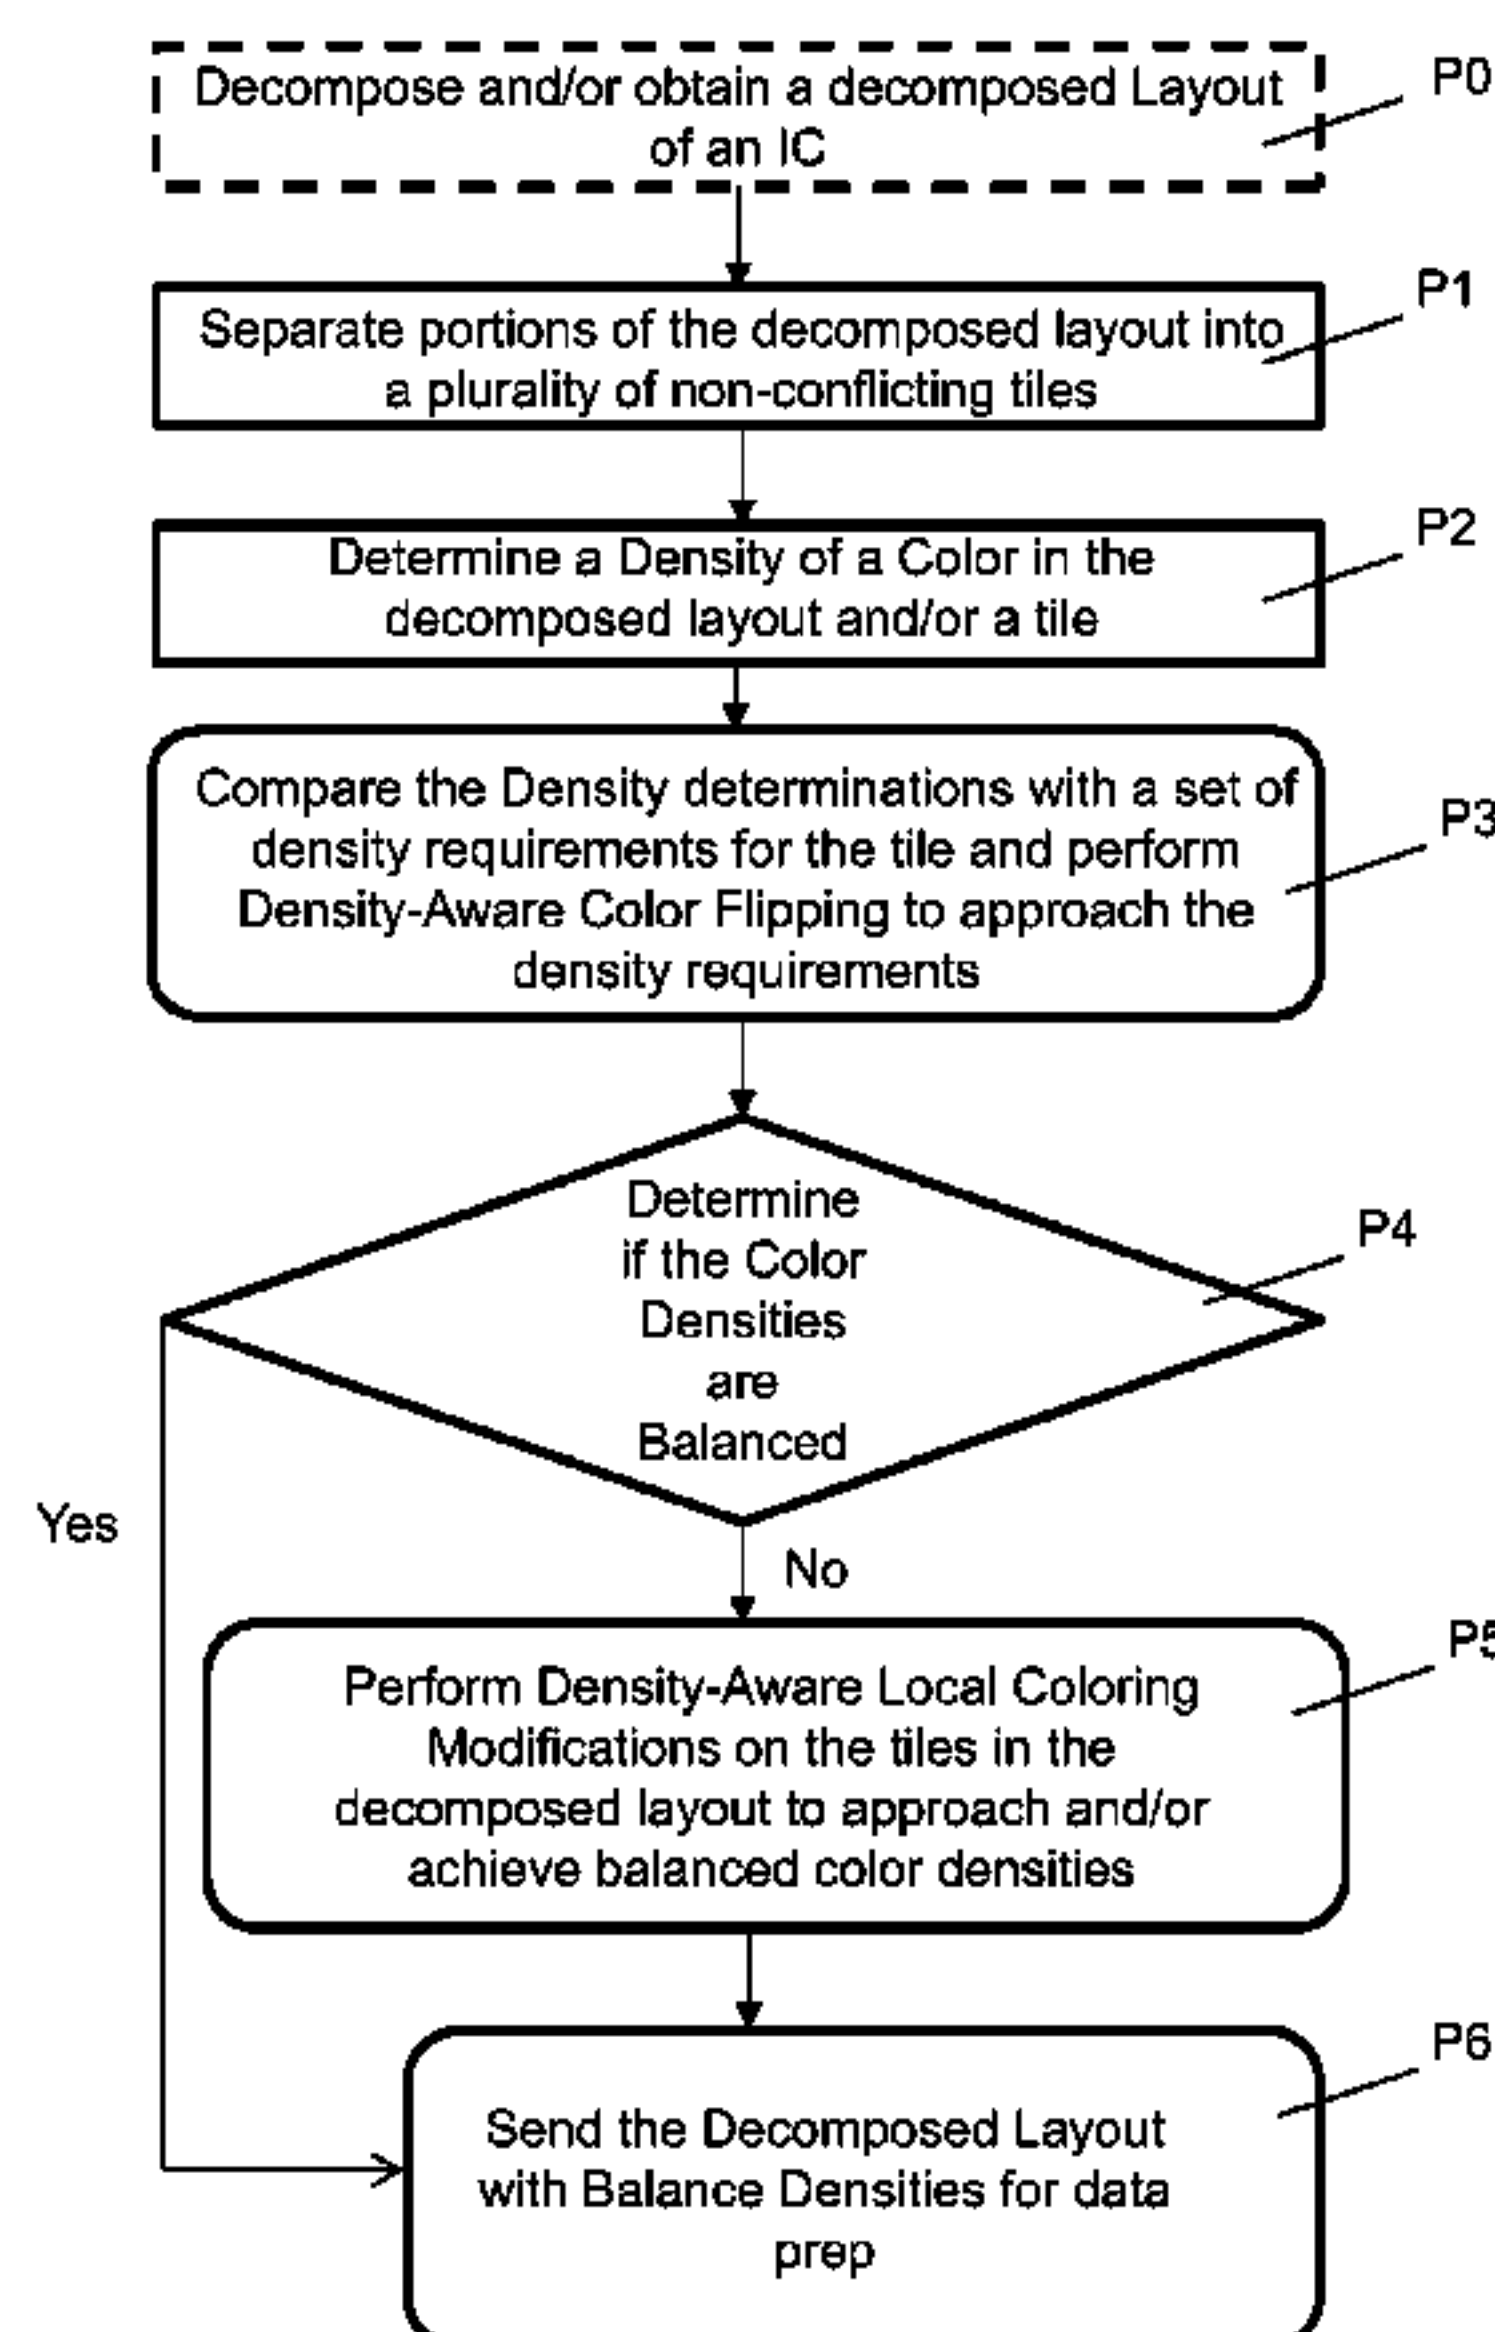 Decompose and/or obtain a decomposed Layout
of an IC
P0
Separate portions of the decomposed layout into
a plurality of non-conflicting tiles
P1
Determine a Density of a Color in the
decomposed layout and/or a tile
P2
Compare the Density determinations with a set of
density requirements for the tile and perform
Density-Aware Color Flipping to approach the
density requirements
P3
Determine
if the Color
Densities
are
Balanced
P4
Yes
No
Perform Density-Aware Local Coloring
Modifications on the tiles in the
decomposed layout to approach and/or
achieve balanced color densities
P5
Send the Decomposed Layout
with Balance Densities for data
prep
P6